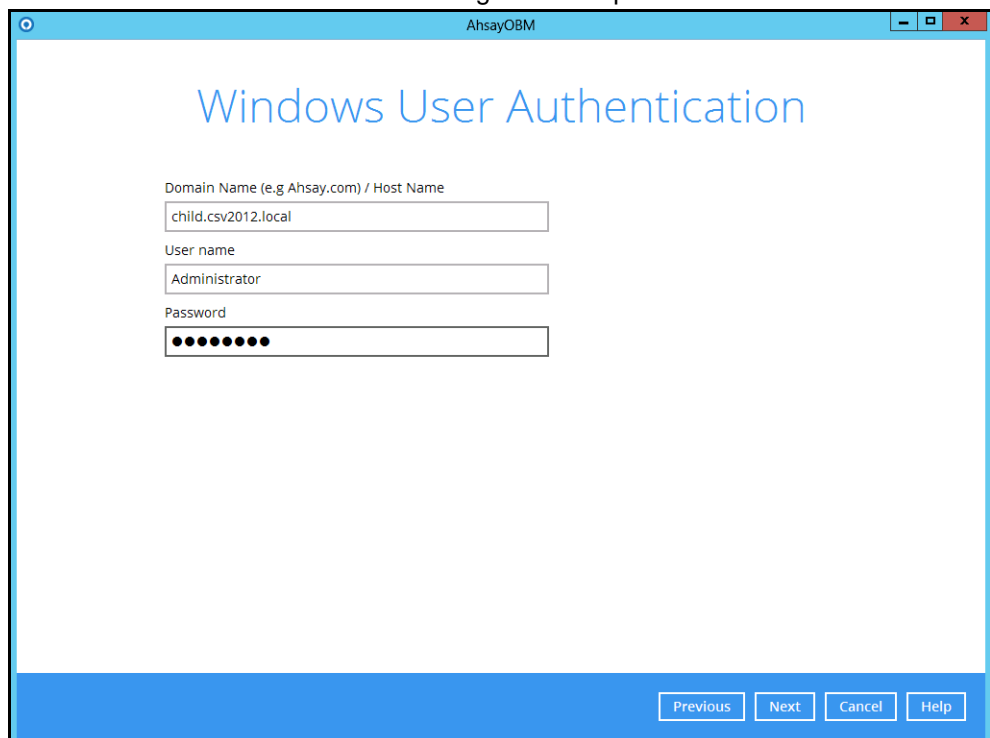 AhsayOBM
Windows User Authentication
Domain Name (e.g Ahsay.com) / Host Name
child.csv2012.local
User name
Administrator
Password
●●●●●●●●
Previous Next Cancel Help